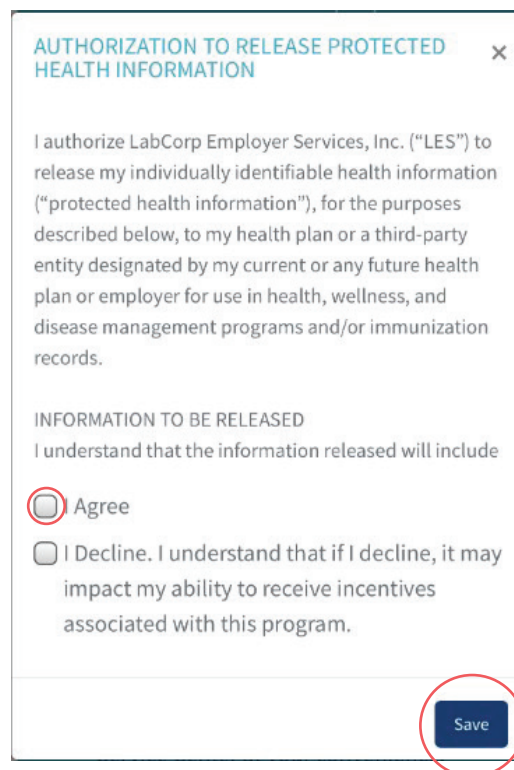 AUTHORIZATION TO RELEASE PROTECTED ×
HEALTH INFORMATION
I authorize LabCorp Employer Services, Inc. (“LES”) to
release my individually identifiable health information
(“protected health information”), for the purposes
described below, to my health plan or a third-party
entity designated by my current or any future health
plan or employer for use in health, wellness, and
disease management programs and/or immunization
records.
INFORMATION TO BE RELEASED
I understand that the information released will include
I Agree
I Decline. I understand that if I decline, it may
impact my ability to receive incentives
associated with this program.
Save